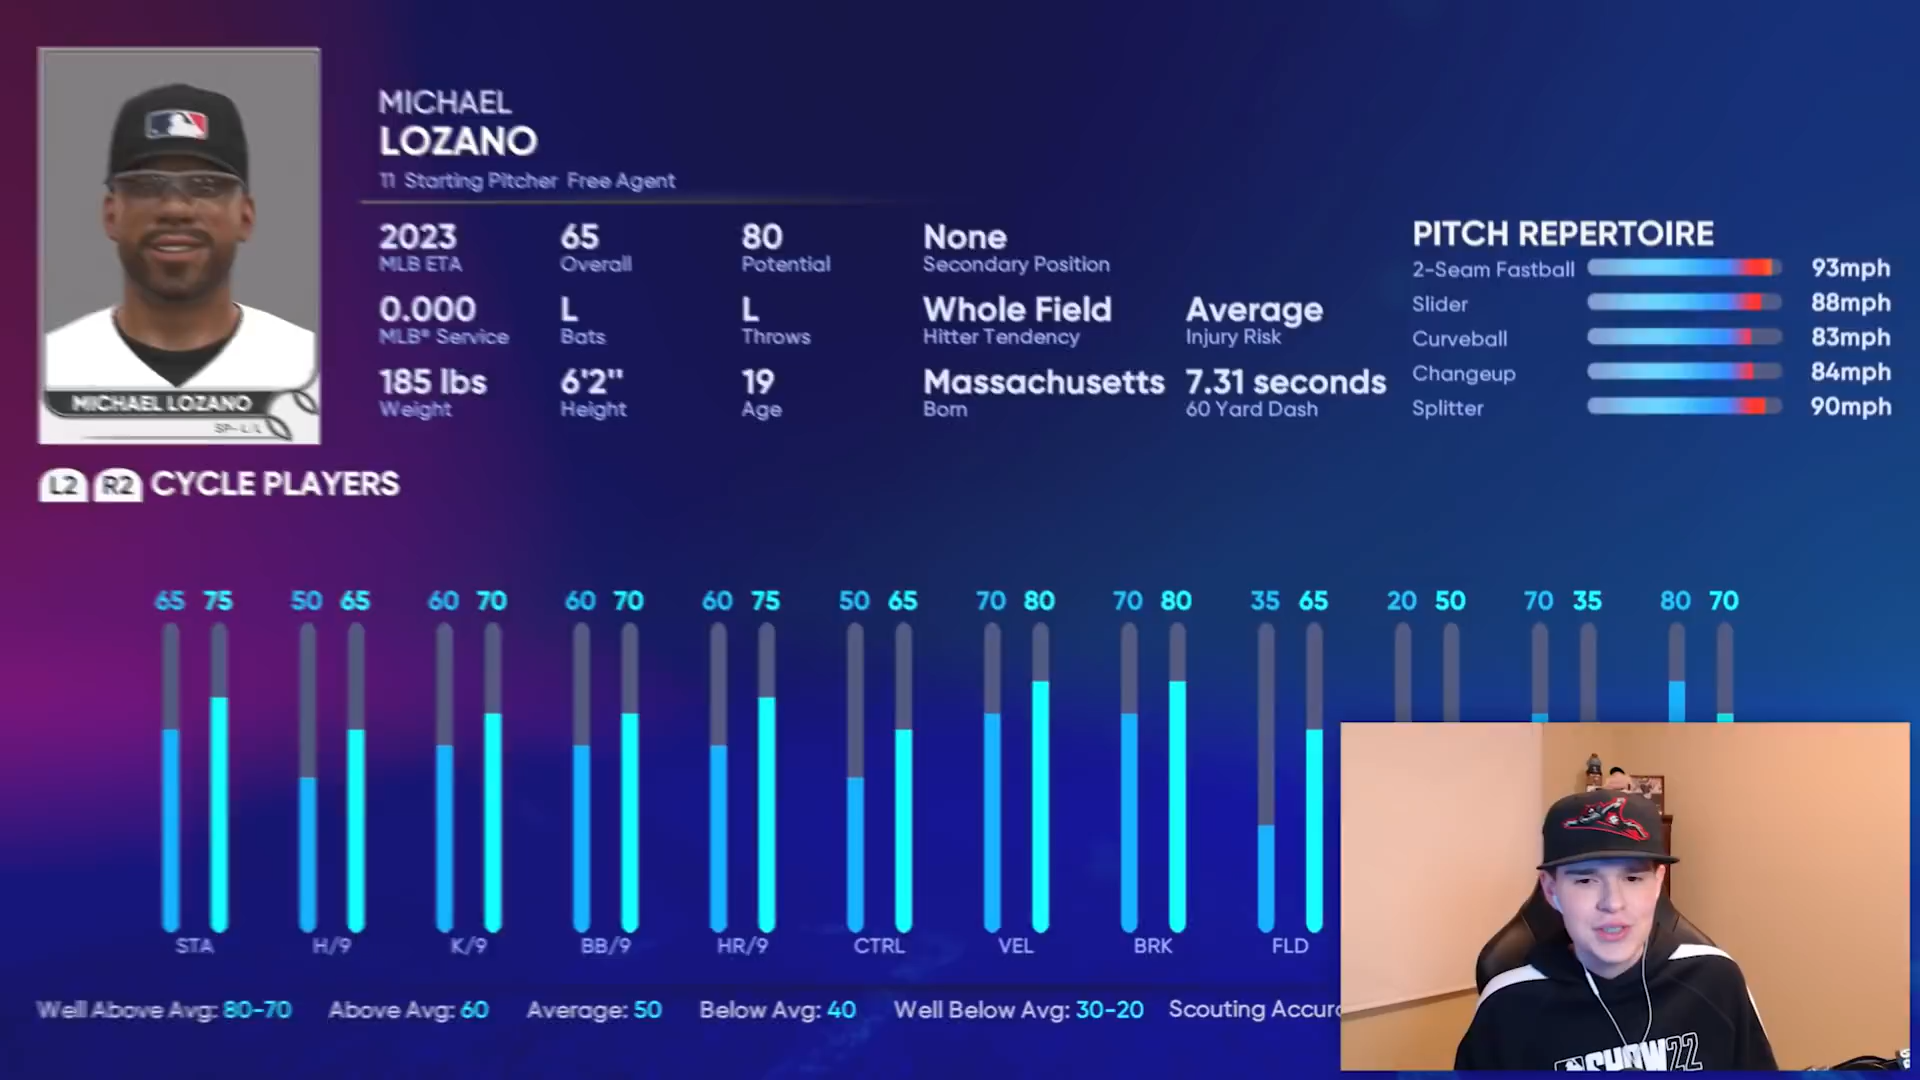 MICHAEL
LOZANO
11 Starting Pitcher Free Agent
2023
MLB ETA
65
Overall
80
Potential
None
Secondary Position
0.000
MLB® Service
L
Bats
L
Throws
Whole Field
Hitter Tendency
Average
Injury Risk
185 lbs
Weight
6'2"
Height
19
Age
Massachusetts
Born
7.31 seconds
60 Yard Dash
PITCH REPERTOIRE
2-Seam Fastball 93mph
Slider 88mph
Curveball 83mph
Changeup 84mph
Splitter 90mph
MICHAEL LOZANO
SP- L/L
L2 R2 CYCLE PLAYERS
65 75 50 65 60 70 60 70 60 75 50 65 70 80 70 80 35 65 20 50 70 35 80 70
STA H/9 K/9 BB/9 HR/9 CTRL VEL BRK FLD
Well Above Avg: 80-70 Above Avg: 60 Average: 50 Below Avg: 40 Well Below Avg: 30-20 Scouting Accur
SHOW 22